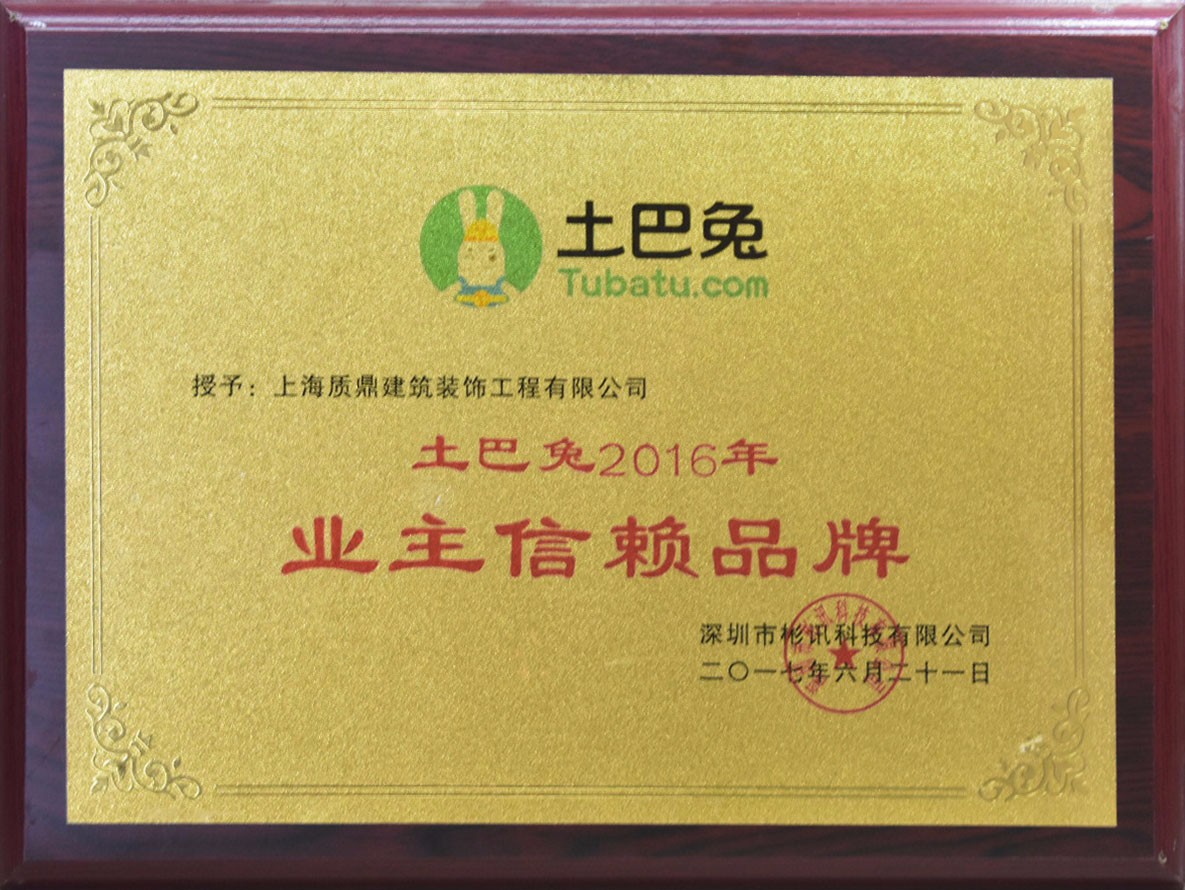 土巴兔
Tubatu.com
授予：上海质鼎建筑装饰工程有限公司
土巴兔2016年
业主信赖品牌
深圳市彬讯科技有限公司
二〇一七年六月二十一日